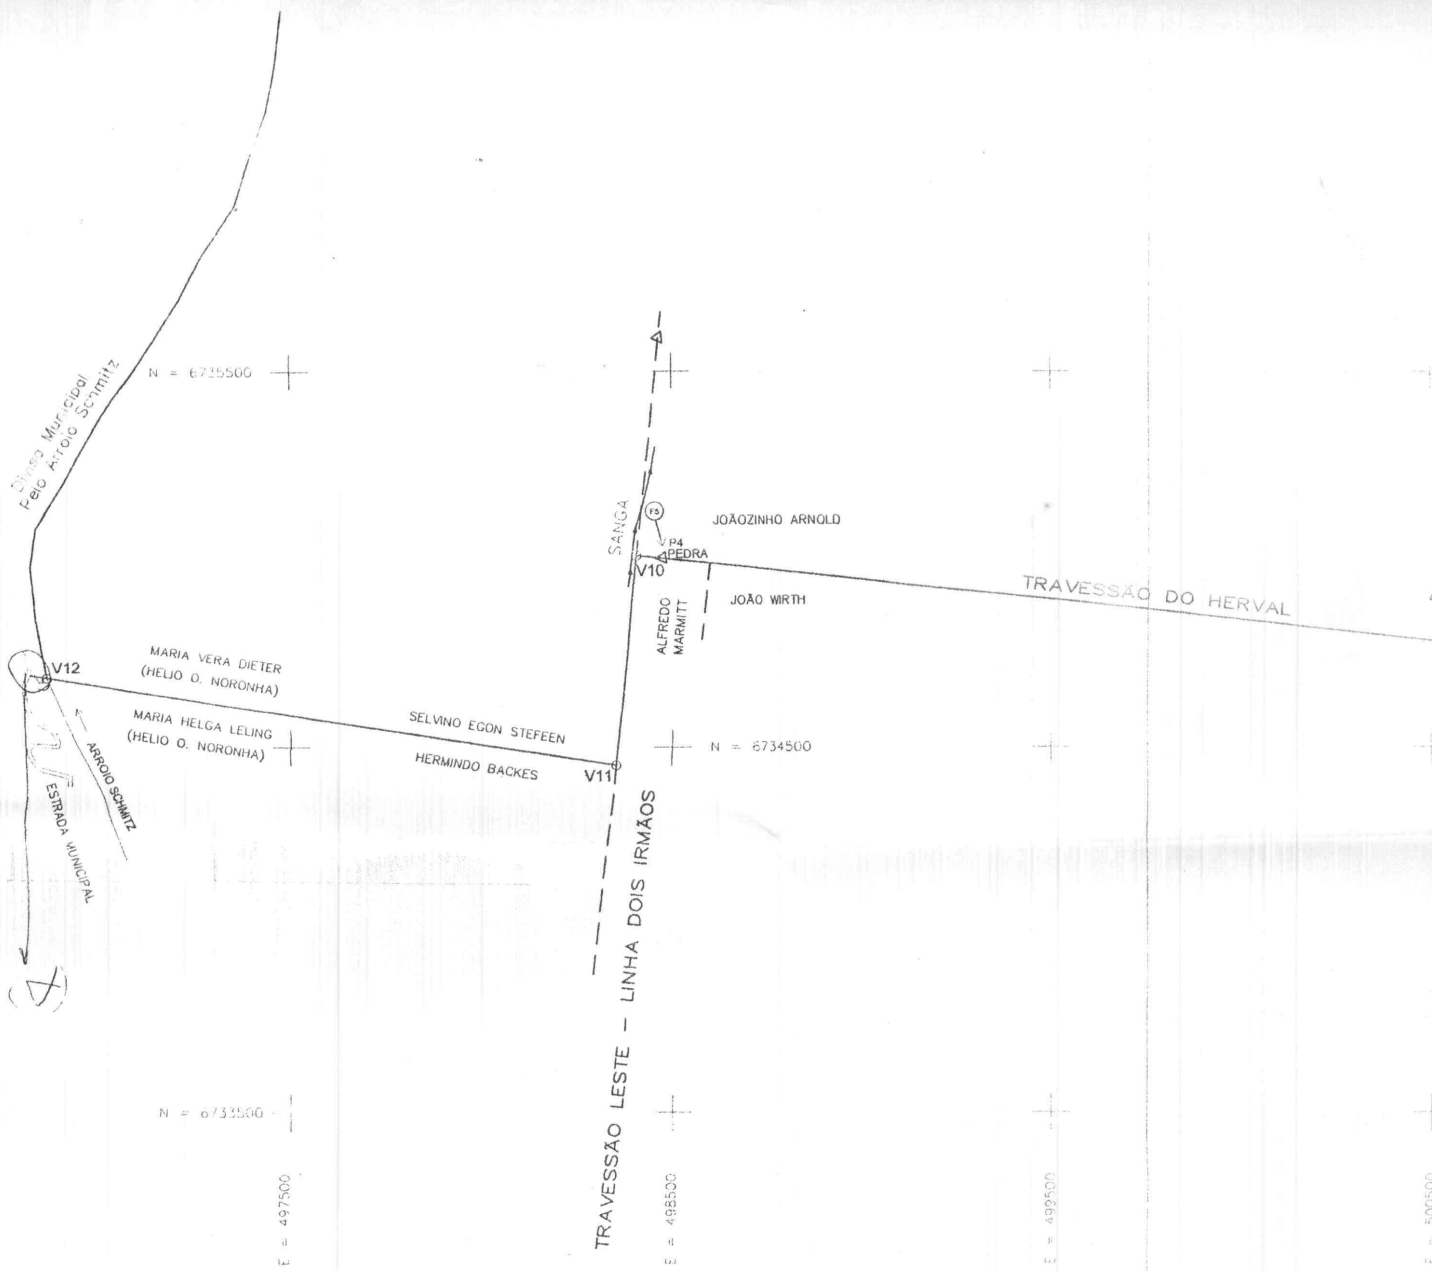 Divisa Municipal
Pelo Arroio Schmitz
N = 6735500
SANGA
F5
P4
PEDRA
V10
JOÃOZINHO ARNOLD
JOÃO WIRTH
ALFREDO
MARMITT
TRAVESSÃO DO HERVAL
V12
MARIA VERA DIETER
(HELIO O. NORONHA)
MARIA HELGA LELING
(HELIO O. NORONHA)
SELVINO EGON STEFEEN
HERMINDO BACKES
V11
N = 6734500
ARROIO SCHMITZ
ESTRADA MUNICIPAL
TRAVESSÃO LESTE - LINHA DOIS IRMÃOS
N = 6733500
E = 497500
E = 498500
E = 499500
E = 500500